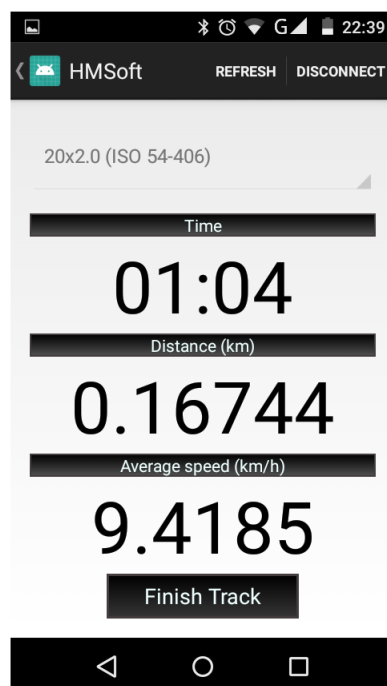 G 22:39
HMSoft REFRESH DISCONNECT
20x2.0 (ISO 54-406)
Time
01:04
Distance (km)
0.16744
Average speed (km/h)
9.4185
Finish Track